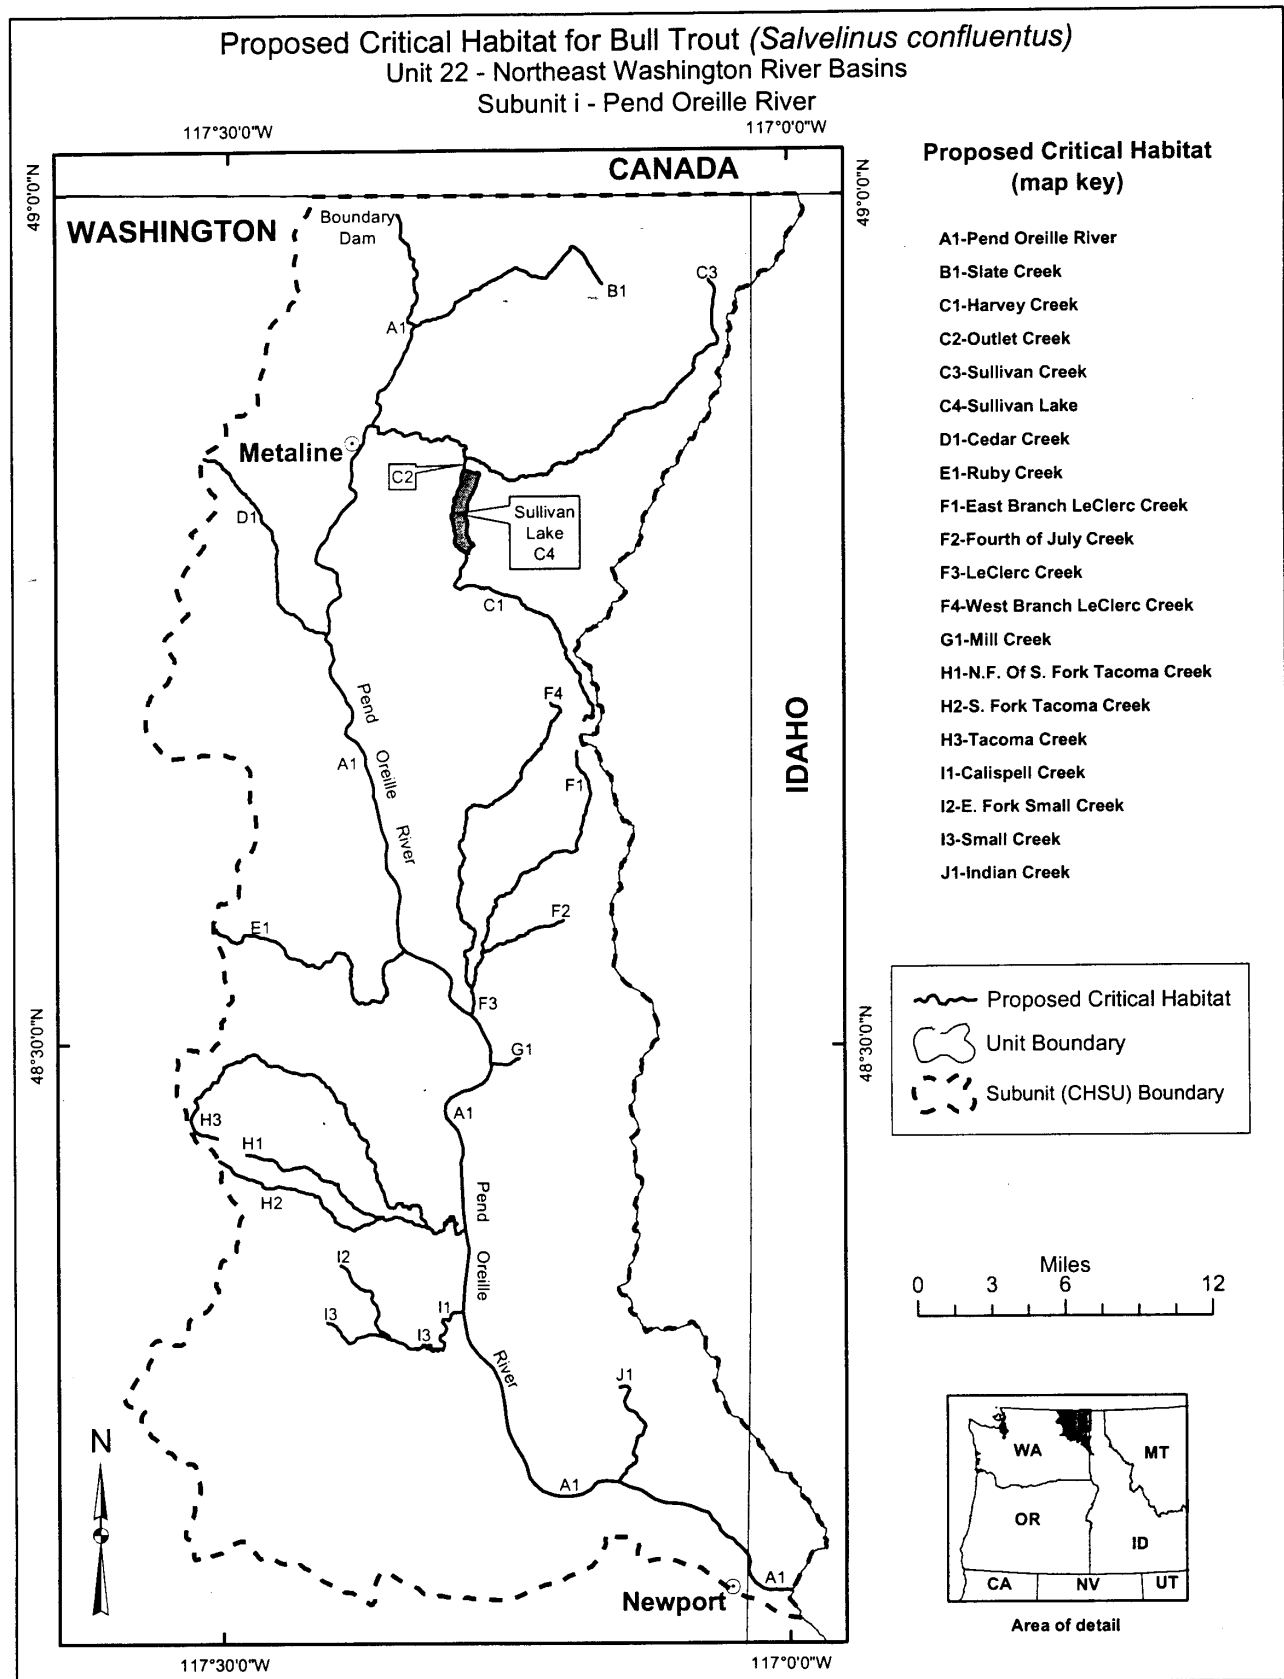 Proposed Critical Habitat for Bull Trout (Salvelinus confluentus)
Unit 22 - Northeast Washington River Basins
Subunit i - Pend Oreille River
117°30'0"W
117°0'0"W
49°0'0"N
49°0'0"N
CANADA
WASHINGTON
Boundary
Dam
B1
C3
A1
Metaline
C2
D1
Sullivan
Lake
C4
C1
F4
Pend
Oreille
River
A1
F1
IDAHO
F2
E1
F3
48°30'0"N
48°30'0"N
G1
A1
H3
H1
H2
Pend
Oreille
River
I2
I1
I3
I3
J1
A1
N
A1
Newport
117°30'0"W
117°0'0"W
Proposed Critical Habitat
(map key)
A1-Pend Oreille River
B1-Slate Creek
C1-Harvey Creek
C2-Outlet Creek
C3-Sullivan Creek
C4-Sullivan Lake
D1-Cedar Creek
E1-Ruby Creek
F1-East Branch LeClerc Creek
F2-Fourth of July Creek
F3-LeClerc Creek
F4-West Branch LeClerc Creek
G1-Mill Creek
H1-N.F. Of S. Fork Tacoma Creek
H2-S. Fork Tacoma Creek
H3-Tacoma Creek
I1-Calispell Creek
I2-E. Fork Small Creek
I3-Small Creek
J1-Indian Creek
Proposed Critical Habitat
Unit Boundary
Subunit (CHSU) Boundary
Miles
0 3 6 12
WA
MT
OR
ID
CA
NV
UT
Area of detail